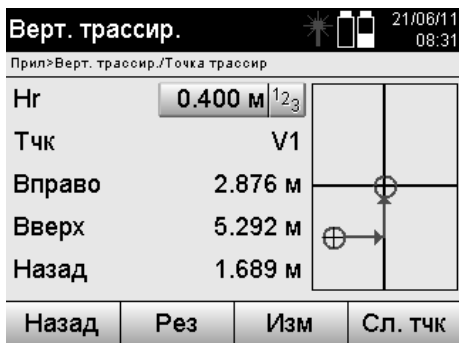 Верт. трассир.
21/06/11
08:31
Прил>Верт. трассир./Точка трассир
Hr 0.400 м 123
Тчк V1
Вправо 2.876 м
Вверх 5.292 м
Назад 1.689 м
Назад Рез Изм Сл. тчк